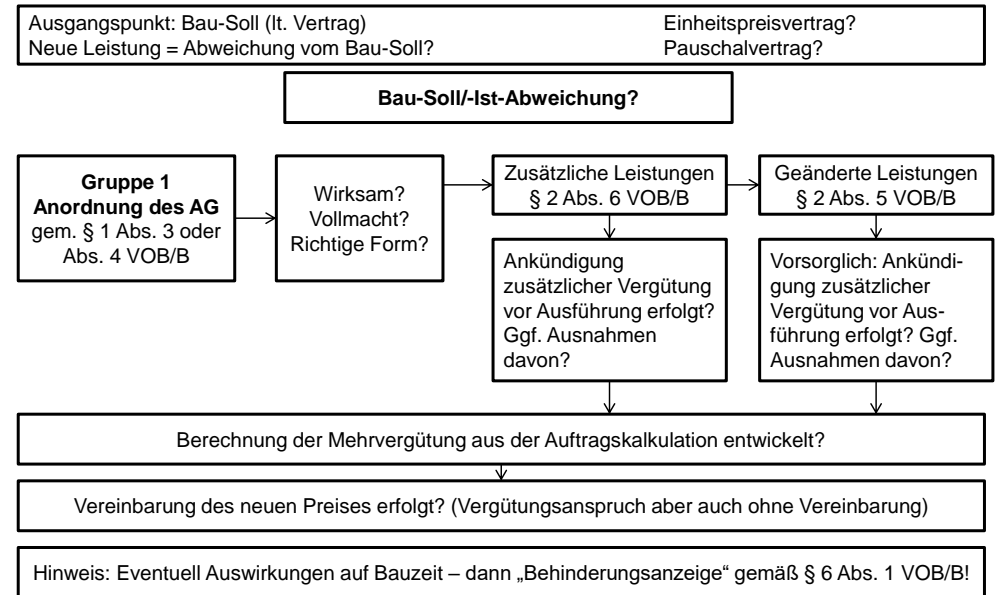 Ausgangspunkt: Bau-Soll (lt. Vertrag) Einheitspreisvertrag?
Neue Leistung = Abweichung vom Bau-Soll? Pauschalvertrag?
Bau-Soll/-Ist-Abweichung?
Gruppe 1
Anordnung des AG
gem. § 1 Abs. 3 oder
Abs. 4 VOB/B
Wirksam?
Vollmacht?
Richtige Form?
Zusätzliche Leistungen
§ 2 Abs. 6 VOB/B
Geänderte Leistungen
§ 2 Abs. 5 VOB/B
Ankündigung
zusätzlicher Vergütung
vor Ausführung erfolgt?
Ggf. Ausnahmen
davon?
Vorsorglich: Ankündi-
gung zusätzlicher
Vergütung vor Aus-
führung erfolgt? Ggf.
Ausnahmen davon?
Berechnung der Mehrvergütung aus der Auftragskalkulation entwickelt?
Vereinbarung des neuen Preises erfolgt? (Vergütungsanspruch aber auch ohne Vereinbarung)
Hinweis: Eventuell Auswirkungen auf Bauzeit – dann „Behinderungsanzeige“ gemäß § 6 Abs. 1 VOB/B!